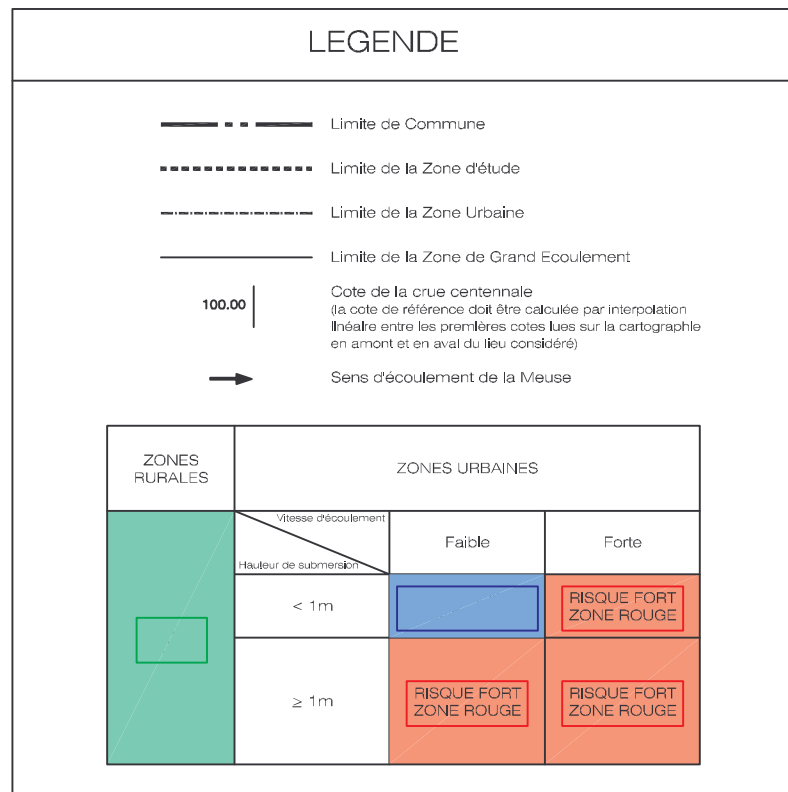 LEGENDE
Limite de Commune
Limite de la Zone d'étude
Limite de la Zone Urbaine
Limite de la Zone de Grand Ecoulement
100.00
Cote de la crue centennale
(la cote de référence doit être calculée par interpolation
linéaire entre les premières cotes lues sur la cartographie
en amont et en aval du lieu considéré)
Sens d'écoulement de la Meuse
ZONES
RURALES
ZONES URBAINES
Vitesse d'écoulement
Hauteur de submersion
Faible
Forte
< 1m
RISQUE FORT
ZONE ROUGE
≥ 1m
RISQUE FORT
ZONE ROUGE
RISQUE FORT
ZONE ROUGE